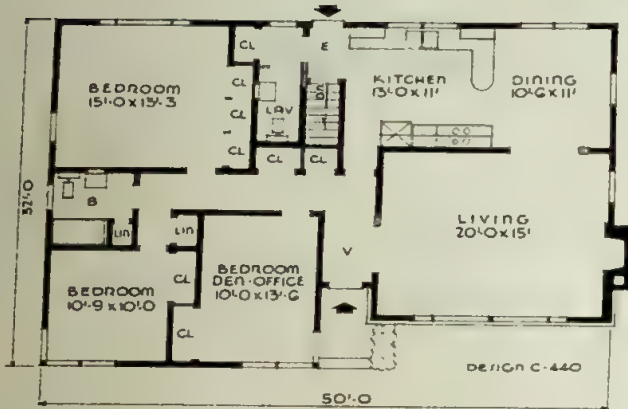 CL
E
BEDROOM
15'-0 X 13'-3
CL
KITCHEN
13'-0 X 11'
DINING
10'-6 X 11'
LAV
DN
CL
CL
CL
CL
B
LIN
LIN
LIVING
20'-0 X 15'
V
BEDROOM
DEN-OFFICE
10'-0 X 13'-6
BEDROOM
10'-9 X 10'-0
CL
CL
32'-0
DESIGN C-440
50'-0